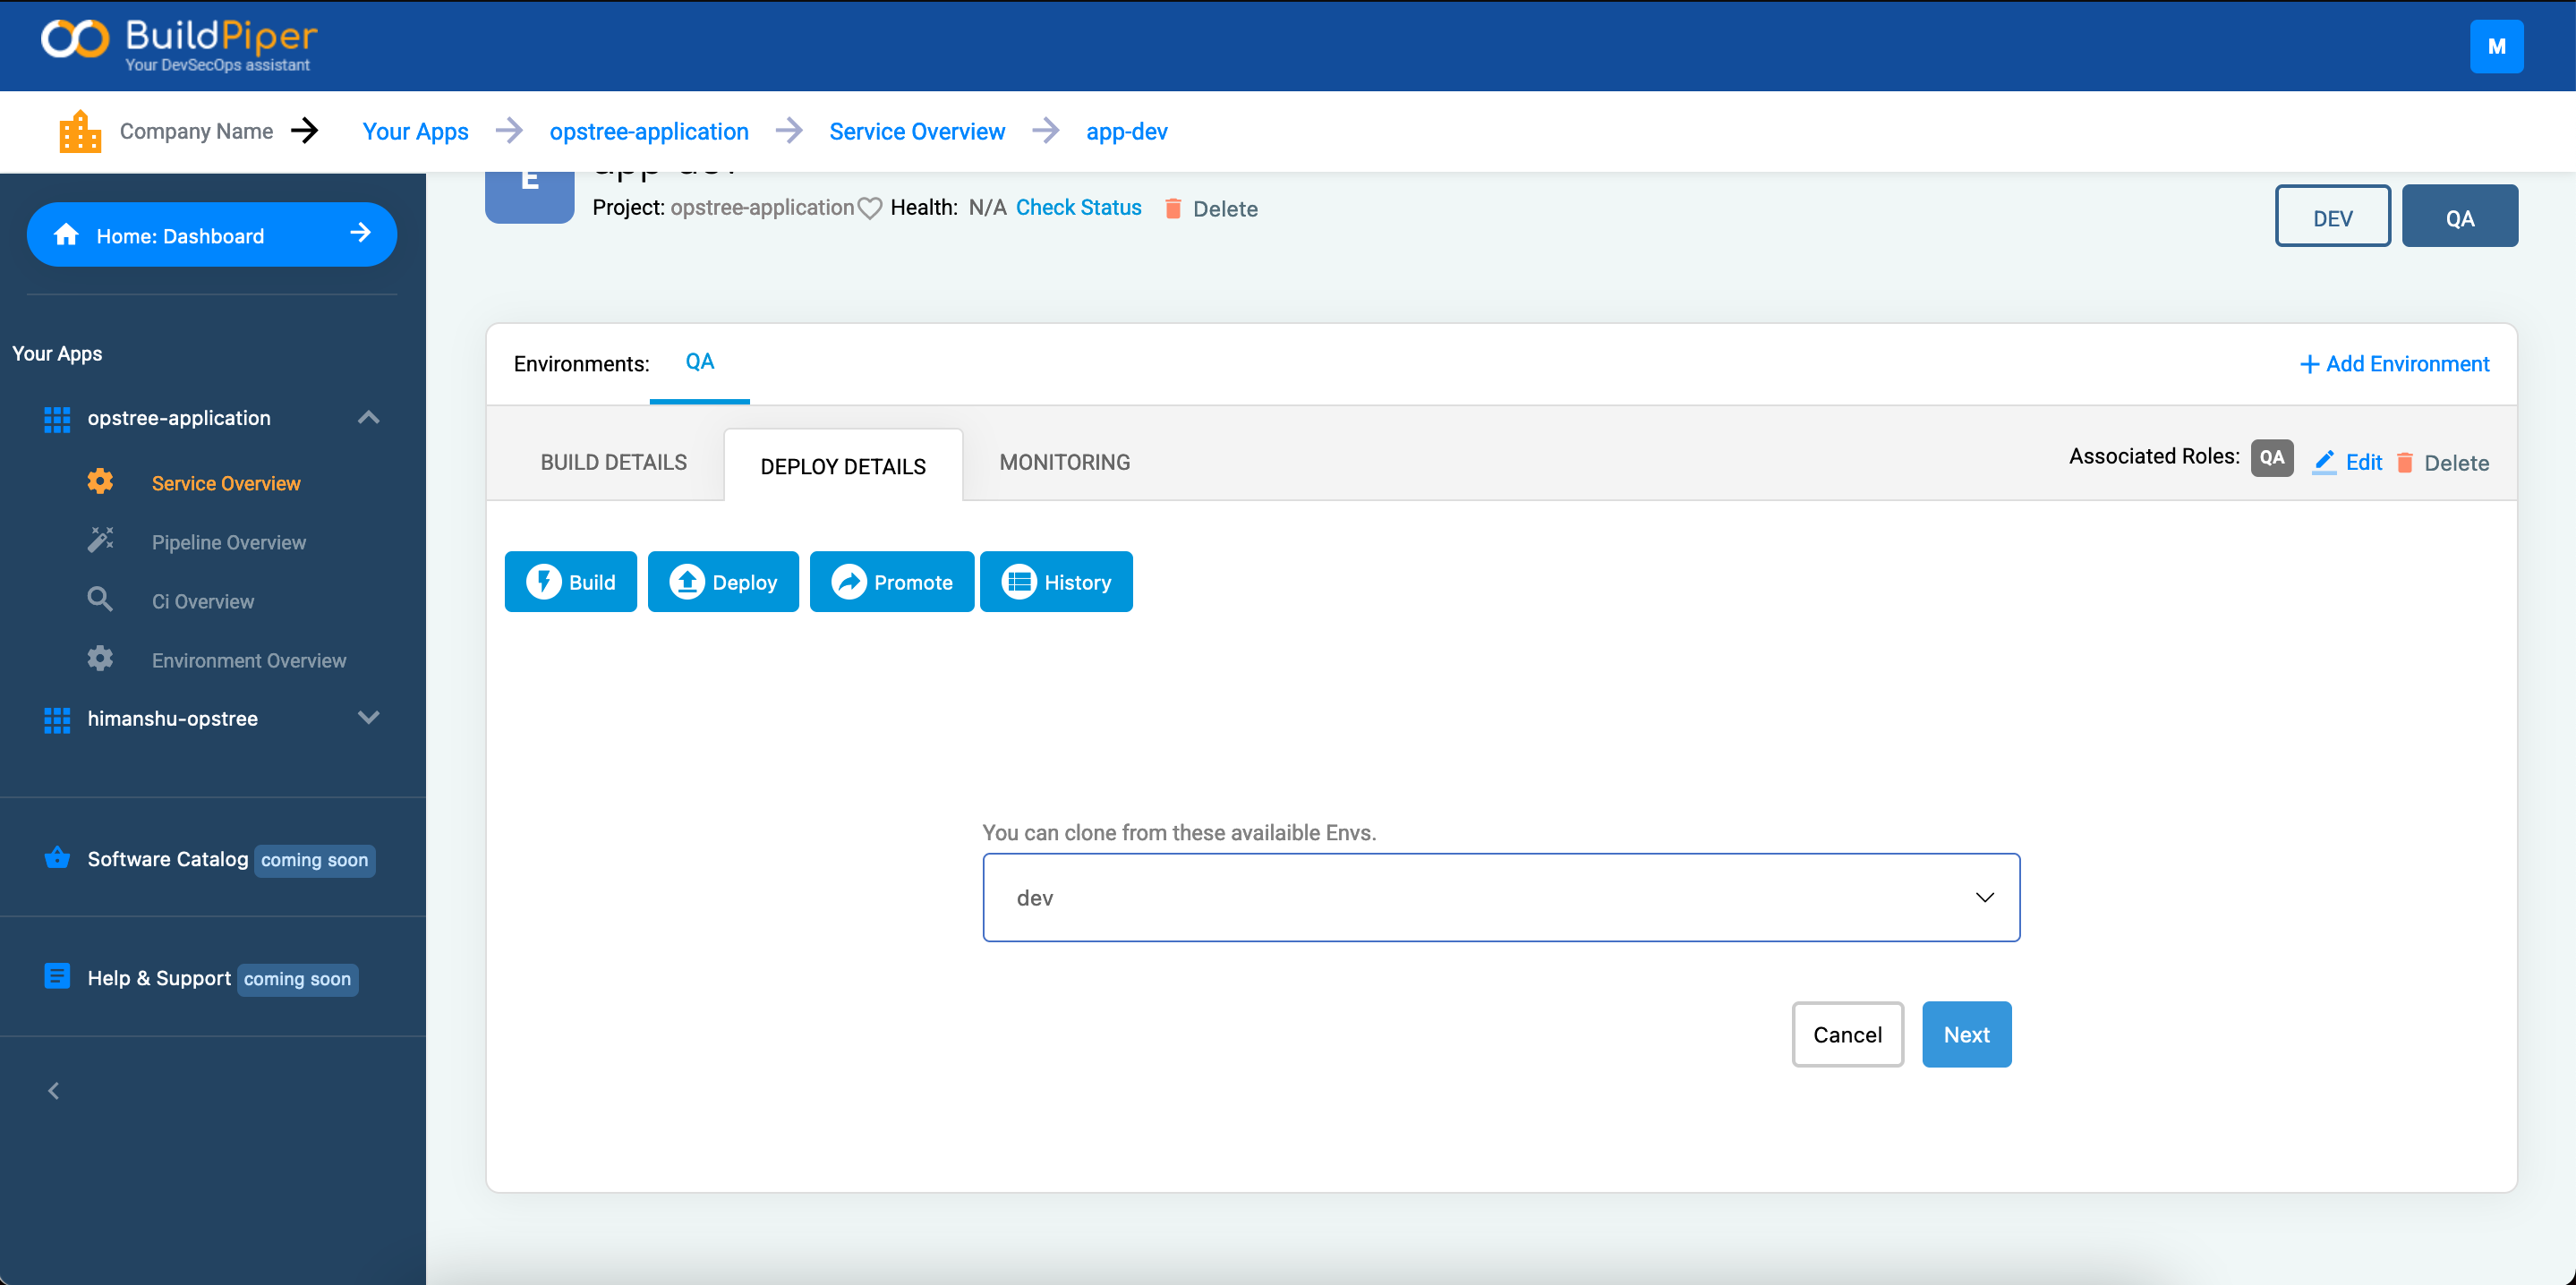 BuildPiper
Your DevSecOps assistant
M
Company Name
Your Apps
opstree-application
Service Overview
app-dev
Home: Dashboard
Your Apps
opstree-application
Service Overview
Pipeline Overview
Ci Overview
Environment Overview
himanshu-opstree
Software Catalog coming soon
Help & Support coming soon
E
app-dev
Project: opstree-application Health: N/A Check Status Delete
DEV
QA
Environments: QA
+ Add Environment
BUILD DETAILS
DEPLOY DETAILS
MONITORING
Associated Roles: QA Edit Delete
Build
Deploy
Promote
History
You can clone from these availaible Envs.
dev
Cancel
Next